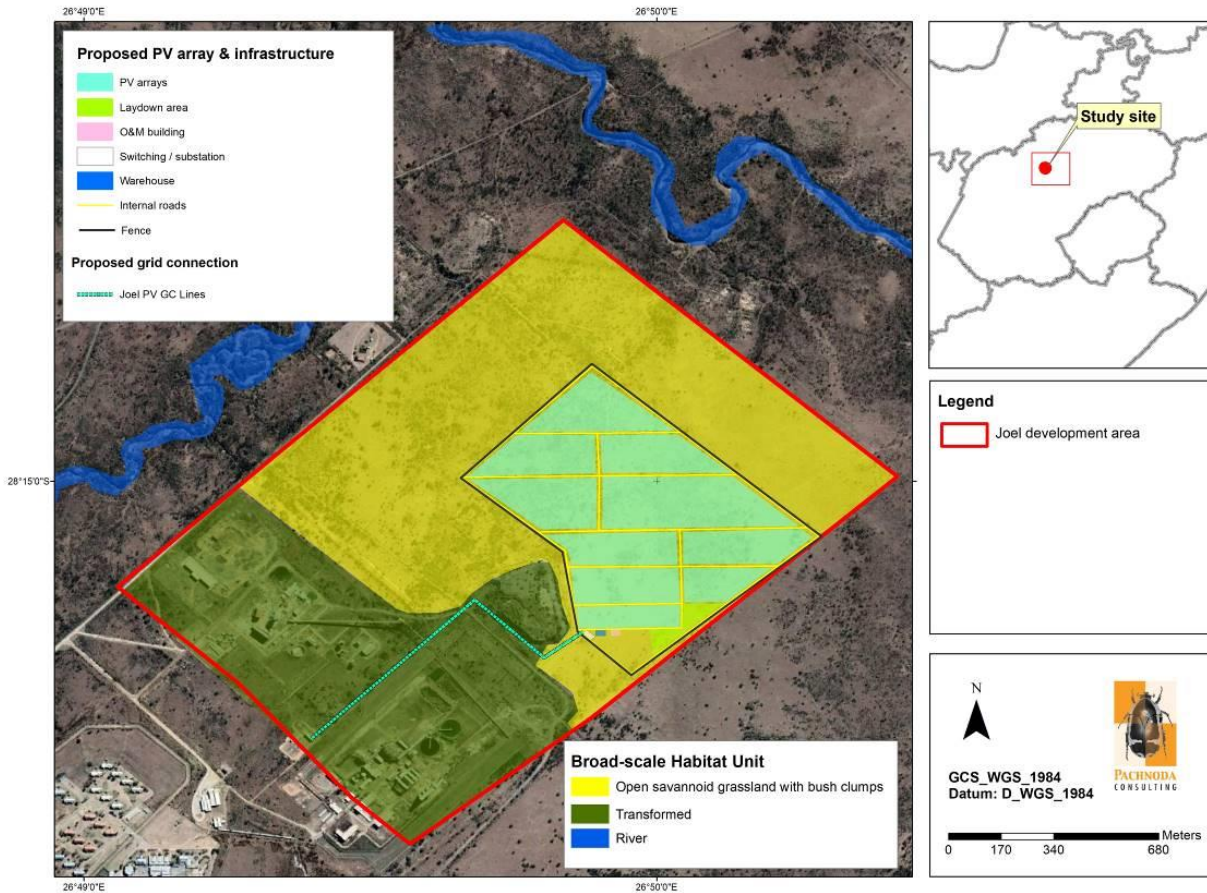 26°49'0"E
26°50'0"E
Proposed PV array & infrastructure
PV arrays
Laydown area
O&M building
Switching / substation
Warehouse
Internal roads
Fence
Proposed grid connection
Joel PV GC Lines
28°15'0"S
Broad-scale Habitat Unit
Open savannoid grassland with bush clumps
Transformed
River
26°49'0"E
26°50'0"E
Study site
Legend
Joel development area
N
PACHNODA
CONSULTING
GCS_WGS_1984
Datum: D_WGS_1984
Meters
0 170 340 680